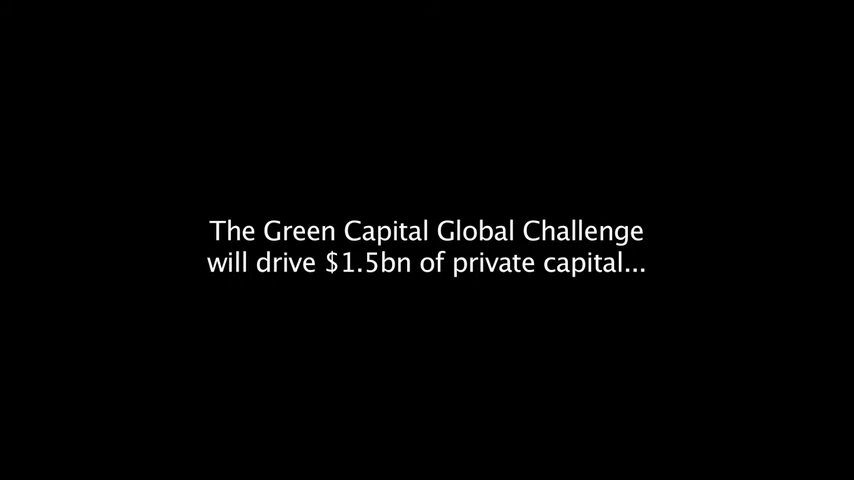 The Green Capital Global Challenge
will drive $1.5bn of private capital...